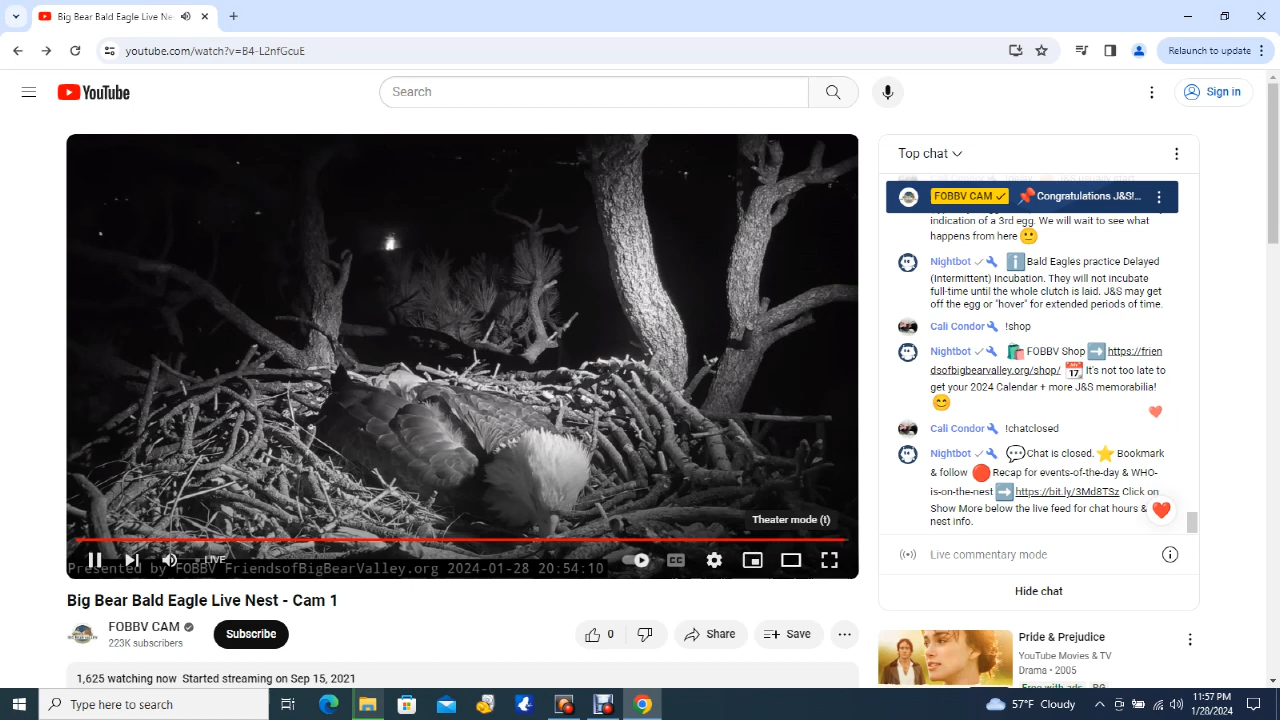 Big Bear Bald Eagle Live Ne
youtube.com/watch?v=B4-L2nfGcuE
Relaunch to update
YouTube
Search
Sign in
Top chat
FOBBV CAM 📌Congratulations J&S!...
indication of a 3rd egg. We will wait to see what
happens from here 🙂
Nightbot ℹ️Bald Eagles practice Delayed
(Intermittent) Incubation. They will not incubate
full-time until the whole clutch is laid. J&S may get
off the egg or "hover" for extended periods of time.
Cali Condor !shop
Nightbot 🛍️ FOBBV Shop ➡️https://frien
dsofbigbearvalley.org/shop/ 📆 It's not too late to
get your 2024 Calendar + more J&S memorabilia!
😊
Cali Condor !chatclosed
Nightbot 💬Chat is closed. ⭐Bookmark
& follow 🔴Recap for events-of-the-day & WHO-
is-on-the-nest ➡️https://bit.ly/3Md8TSz Click on
Show More below the live feed for chat hours &
nest info.
Live commentary mode
Hide chat
Theater mode (t)
LIVE
Presented by FOBBV FriendsofBigBearValley.org 2024-01-28 20:54:10
Big Bear Bald Eagle Live Nest - Cam 1
FOBBV CAM
223K subscribers
Subscribe
0
Share
Save
1,625 watching now Started streaming on Sep 15, 2021
Pride & Prejudice
YouTube Movies & TV
Drama • 2005
Free with ads PG
Type here to search
57°F Cloudy
11:57 PM
1/28/2024